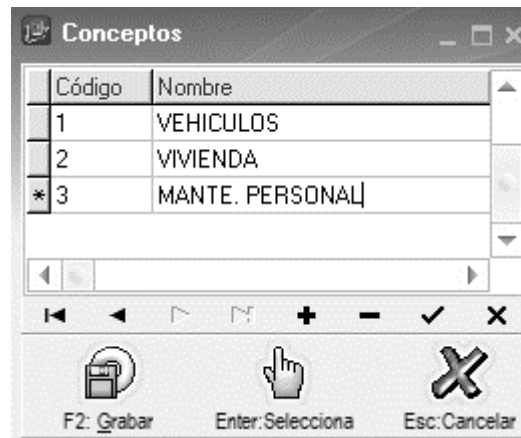 Conceptos
Código Nombre
1 VEHICULOS
2 VIVIENDA
* 3 MANTE. PERSONAL
F2: Grabar Enter:Selecciona Esc:Cancelar